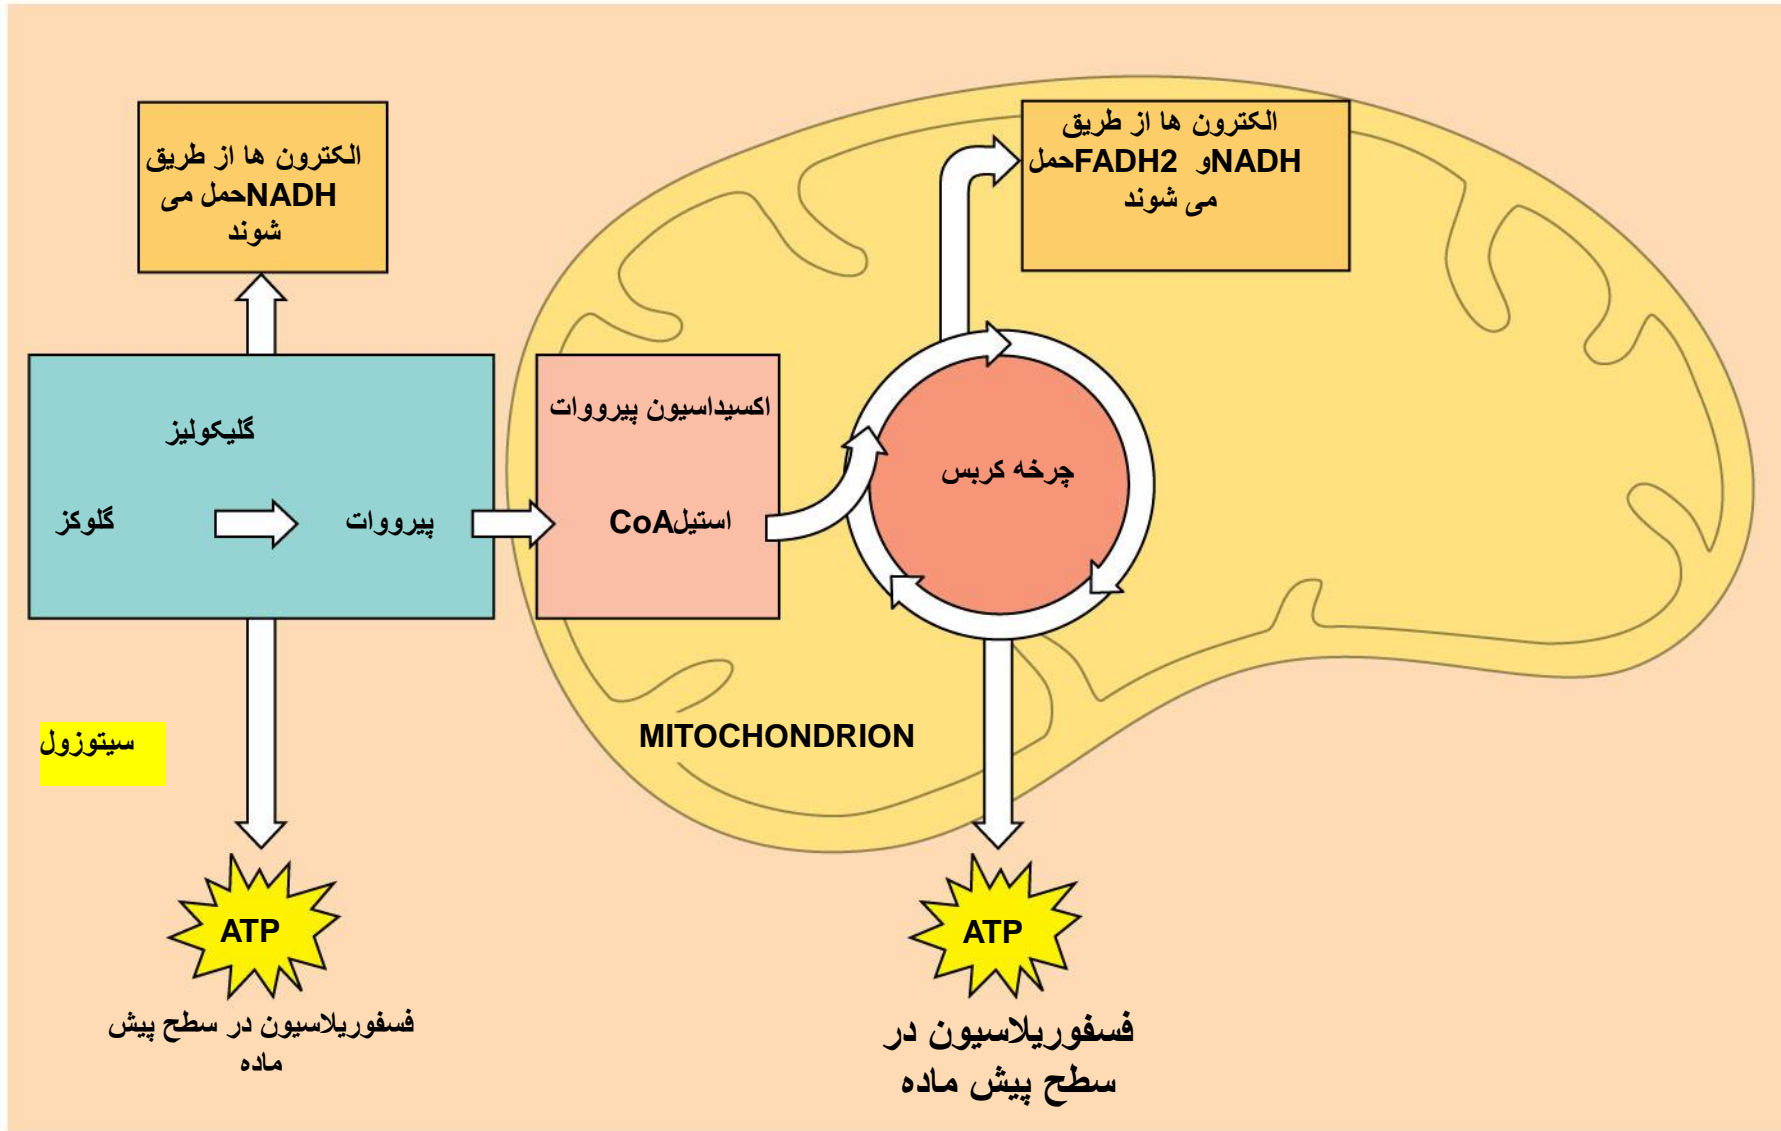 الکترون ها از طریق
NADHحمل می
شوند
الکترون ها از طریق
NADHو FADH2حمل
می شوند
گلیکولیز
گلوکز
پیرووات
اکسیداسیون پیرووات
استیلCoA
چرخه کربس
سیتوزول
MITOCHONDRION
ATP
فسفوریلاسیون در سطح پیش
ماده
ATP
فسفوریلاسیون در
سطح پیش ماده